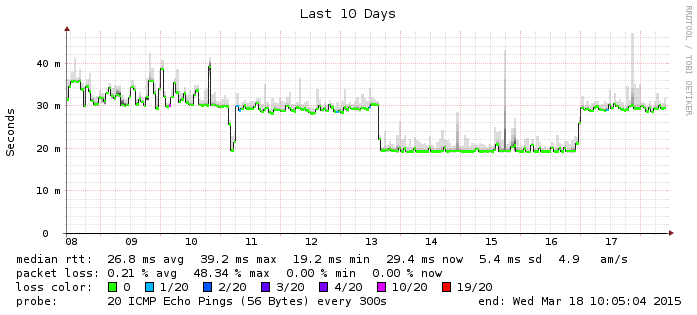 Last 10 Days
RRDTOOL / TOBI OETIKER
Seconds
40 m
30 m
20 m
10 m
0
08 09 10 11 12 13 14 15 16 17
median rtt: 26.8 ms avg 39.2 ms max 19.2 ms min 29.4 ms now 5.4 ms sd 4.9 am/s
packet loss: 0.21 % avg 48.34 % max 0.00 % min 0.00 % now
loss color: 0 1/20 2/20 3/20 4/20 10/20 19/20
probe: 20 ICMP Echo Pings (56 Bytes) every 300s end: Wed Mar 18 10:05:04 2015